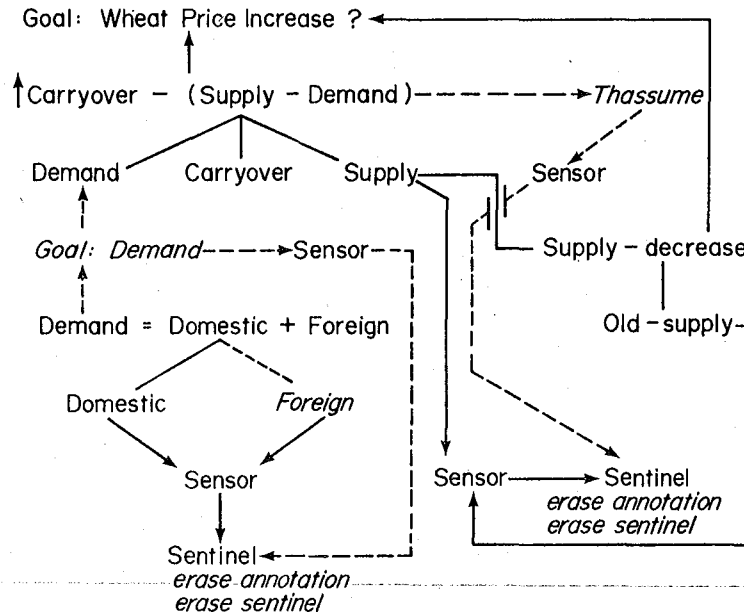 Goal: Wheat Price Increase ?
Carryover - (Supply - Demand) Thassume
Demand Carryover Supply Sensor
Goal: Demand Sensor Supply - decrease
Demand = Domestic + Foreign Old - supply -
Domestic Foreign
Sensor Sensor Sentinel
erase annotation
erase sentinel
Sentinel
erase annotation
erase sentinel